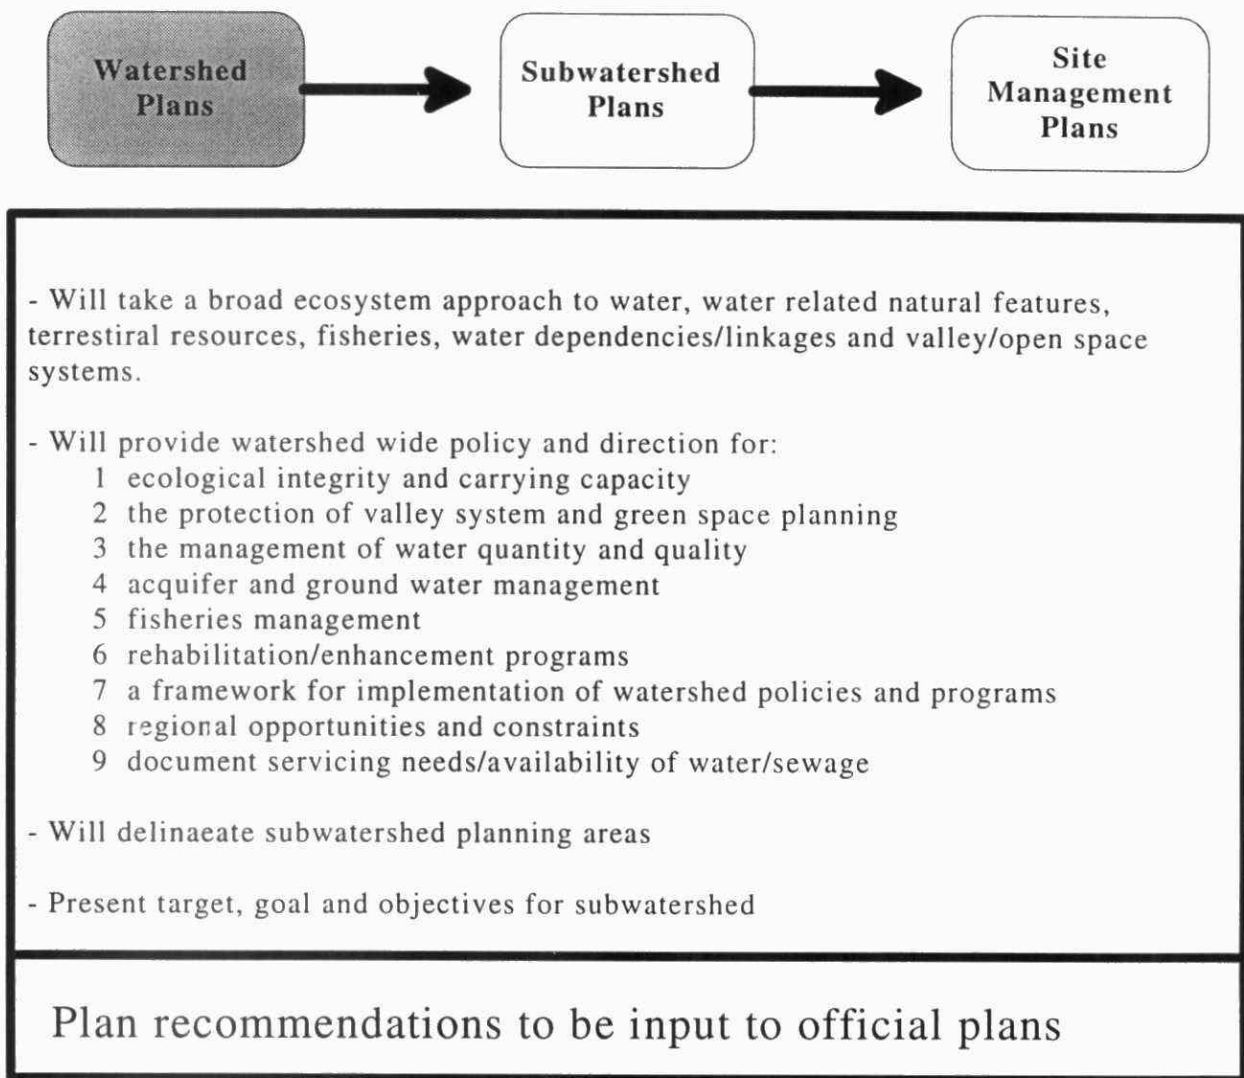 Watershed
Plans
Subwatershed
Plans
Site
Management
Plans
- Will take a broad ecosystem approach to water, water related natural features,
terrestiral resources, fisheries, water dependencies/linkages and valley/open space
systems.
- Will provide watershed wide policy and direction for:
1 ecological integrity and carrying capacity
2 the protection of valley system and green space planning
3 the management of water quantity and quality
4 acquifer and ground water management
5 fisheries management
6 rehabilitation/enhancement programs
7 a framework for implementation of watershed policies and programs
8 regional opportunities and constraints
9 document servicing needs/availability of water/sewage
- Will delinaeate subwatershed planning areas
- Present target, goal and objectives for subwatershed
Plan recommendations to be input to official plans